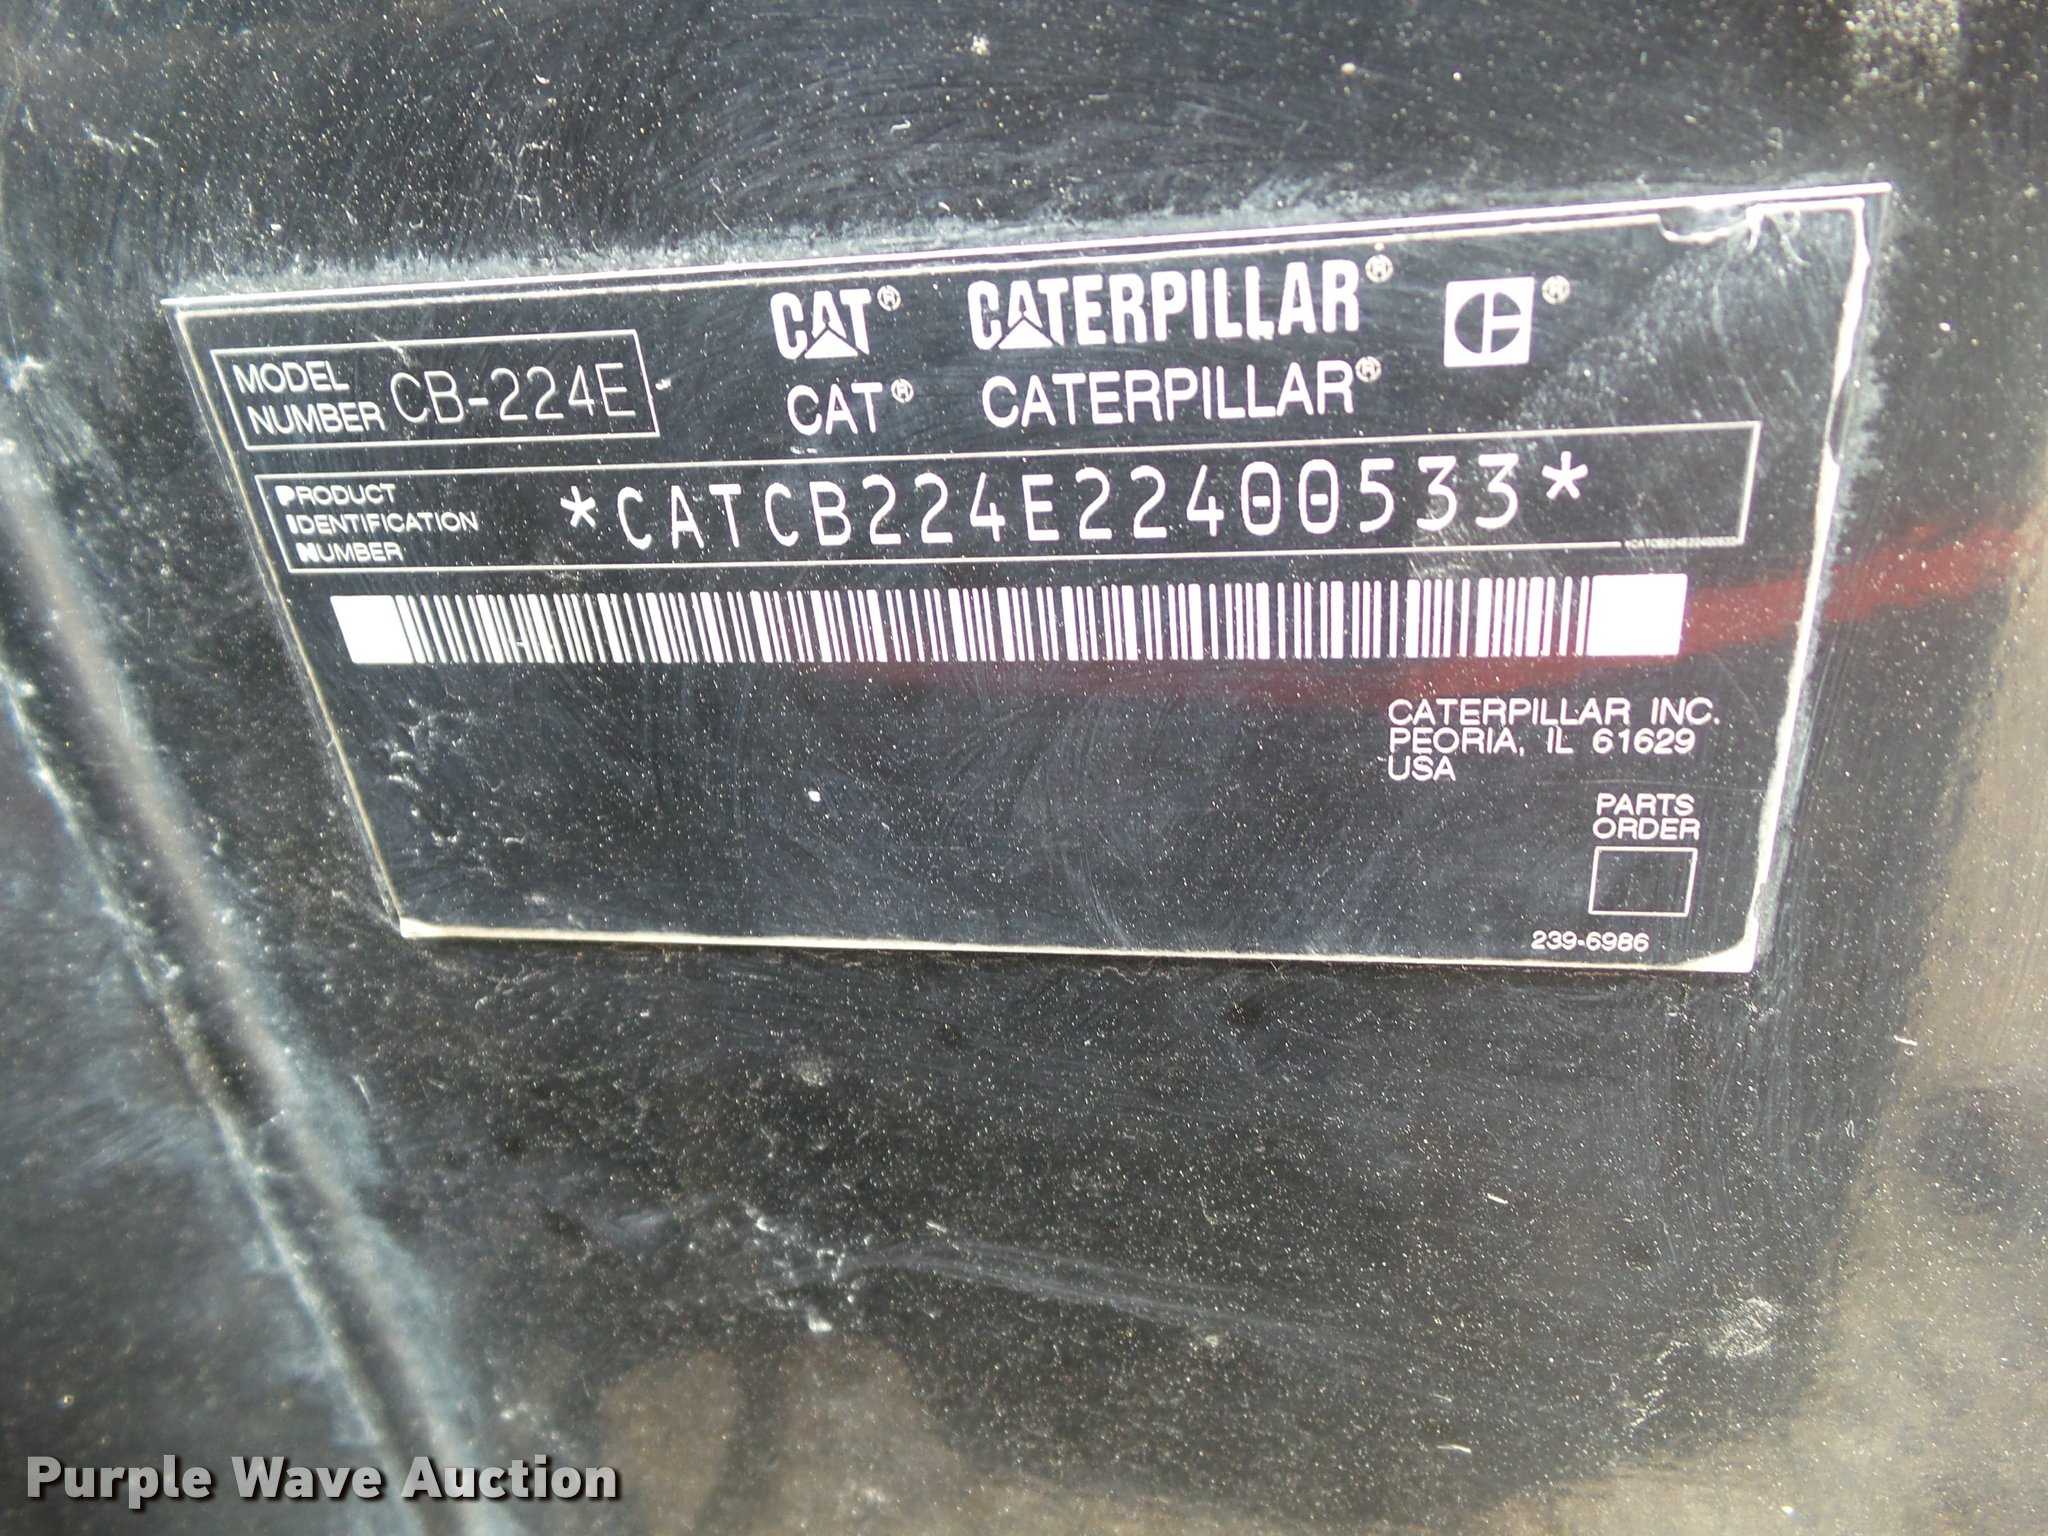 CAT® CATERPILLAR® C®
MODEL NUMBER CB-224E
CAT® CATERPILLAR®
PRODUCT IDENTIFICATION NUMBER *CATCB224E22400533*
*CATCB224E22400533*
CATERPILLAR INC.
PEORIA, IL 61629
USA
PARTS
ORDER
239-6986
Purple Wave Auction